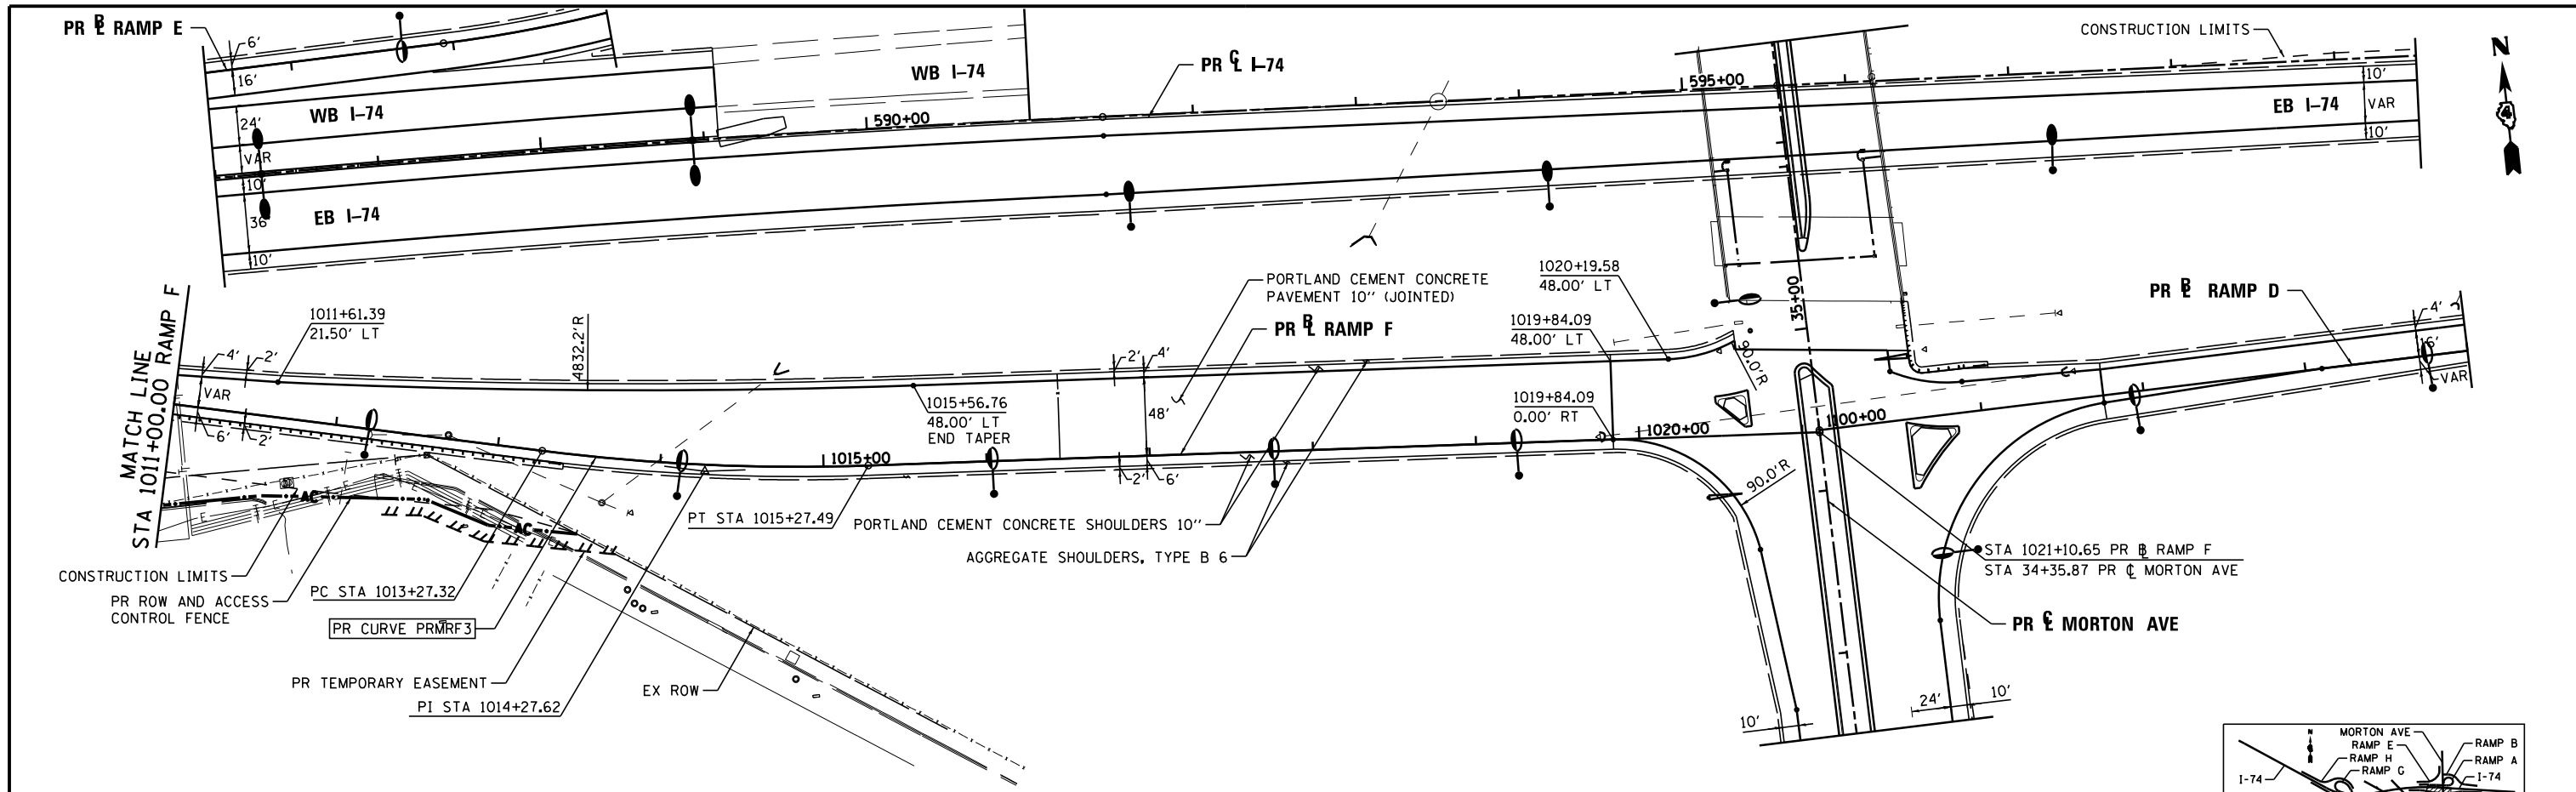 PR ℄ RAMP E
6'
16'
WB I-74
24'
VAR
10'
36'
EB I-74
10'
WB I-74
590+00
PR ℄ I-74
595+00
CONSTRUCTION LIMITS
10'
VAR
10'
EB I-74
N
MATCH LINE
STA 1011+00.00 RAMP F
1011+61.39
21.50' LT
4'
2'
VAR
6'
2'
4832.2'R
PORTLAND CEMENT CONCRETE
PAVEMENT 10'' (JOINTED)
PR ℄ RAMP F
1020+19.58
48.00' LT
1019+84.09
48.00' LT
35+00
PR ℄ RAMP D
4'
16'
VAR
2'
4'
48'
2'
6'
1015+56.76
48.00' LT
END TAPER
1019+84.09
0.00' RT
90.0'R
1015+00
1020+00
1100+00
AC
AC
PT STA 1015+27.49
PORTLAND CEMENT CONCRETE SHOULDERS 10''
AGGREGATE SHOULDERS, TYPE B 6
90.0'R
STA 1021+10.65 PR ℄ RAMP F
STA 34+35.87 PR ℄ MORTON AVE
PR ℄ MORTON AVE
CONSTRUCTION LIMITS
PR ROW AND ACCESS
CONTROL FENCE
PC STA 1013+27.32
PR CURVE PRMRF3
PR TEMPORARY EASEMENT
PI STA 1014+27.62
EX ROW
10'
24'
10'
N
MORTON AVE
RAMP E
RAMP H
RAMP G
I-74
RAMP B
RAMP A
I-74